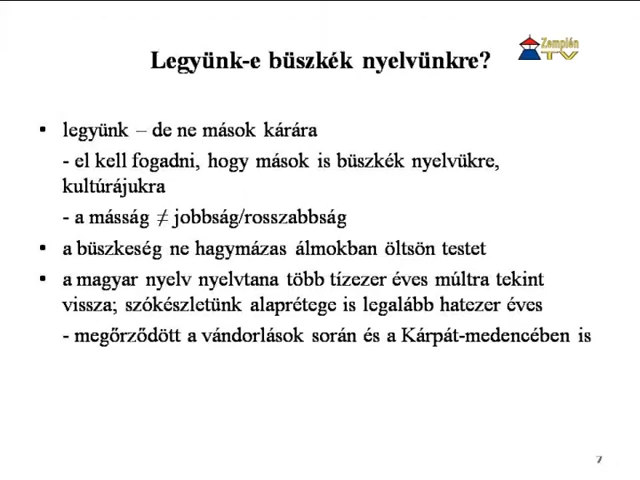 Legyünk-e büszkék nyelvünkre?
Zemplén
TV
▪ legyünk – de ne mások kárára
- el kell fogadni, hogy mások is büszkék nyelvükre,
kultúrájukra
- a másság ≠ jobbság/rosszabbság
▪ a büszkeség ne hagymázas álmokban öltsön testet
▪ a magyar nyelv nyelvtana több tízezer éves múltra tekint
vissza; szókészletünk alaprétege is legalább hatezer éves
- megőrződött a vándorlások során és a Kárpát-medencében is
7